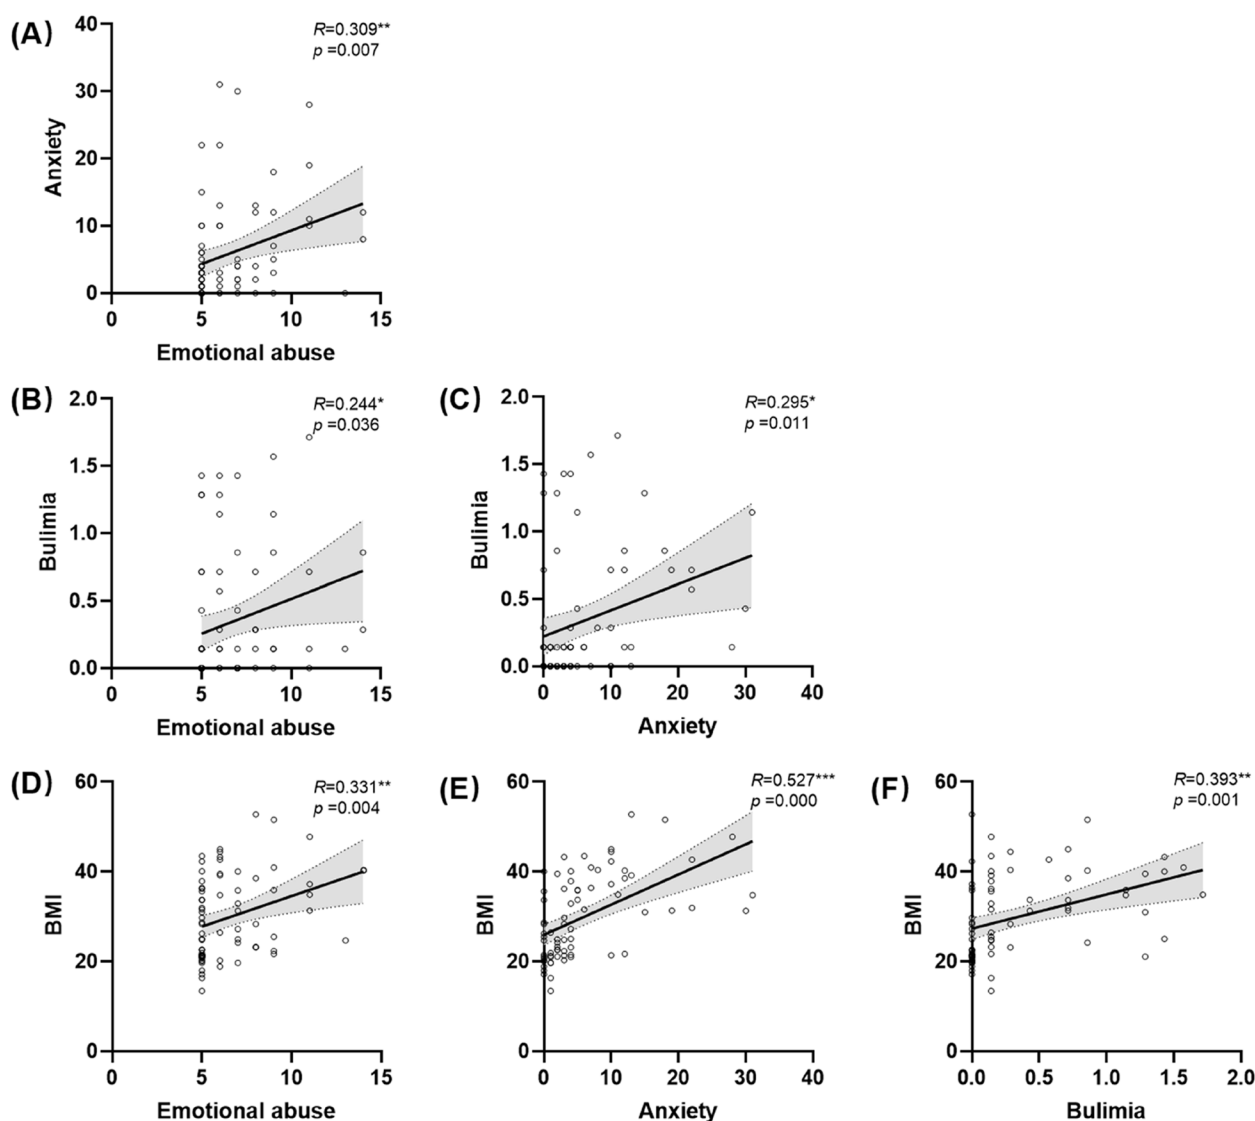 (A)
R=0.309**
p =0.007
40
30
20
10
0
Anxiety
0 5 10 15
Emotional abuse
(B)
R=0.244*
p =0.036
2.0
1.5
1.0
0.5
0.0
Bulimia
0 5 10 15
Emotional abuse
(C)
R=0.295*
p =0.011
2.0
1.5
1.0
0.5
0.0
Bulimia
0 10 20 30 40
Anxiety
(D)
R=0.331**
p =0.004
60
40
20
0
BMI
0 5 10 15
Emotional abuse
(E)
R=0.527***
p =0.000
60
40
20
0
BMI
0 10 20 30 40
Anxiety
(F)
R=0.393**
p =0.001
60
40
20
0
BMI
0.0 0.5 1.0 1.5 2.0
Bulimia